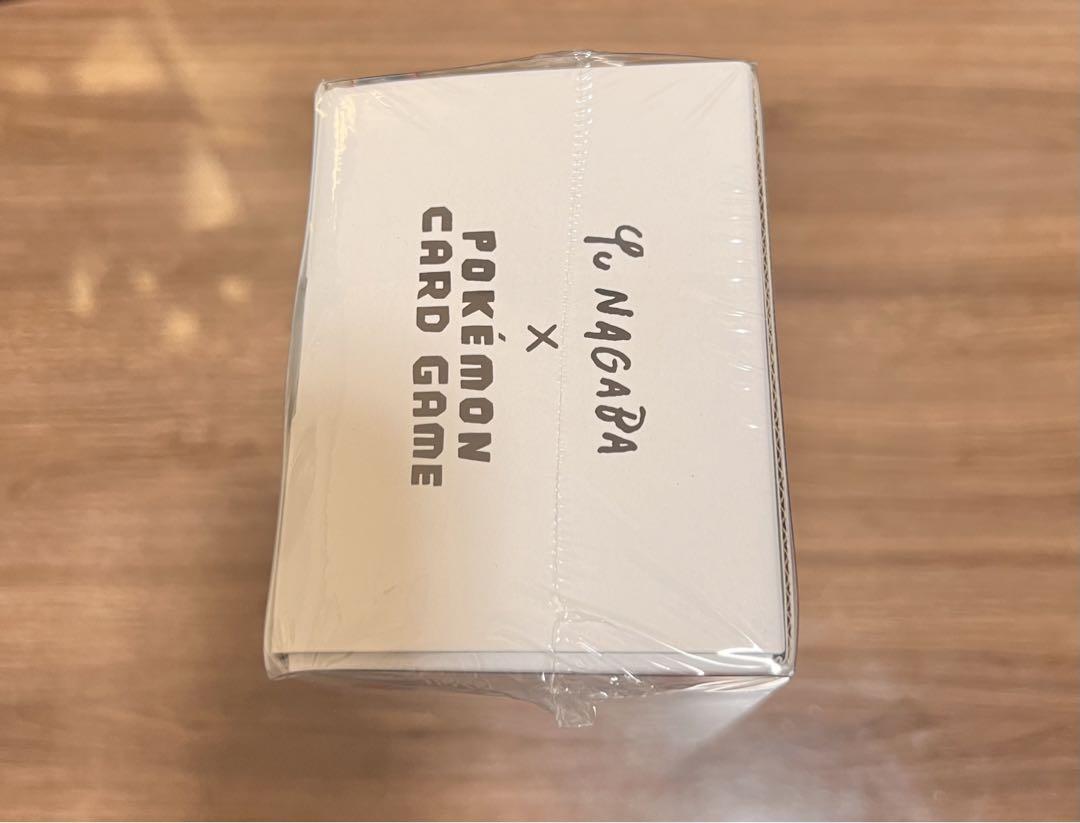 Yu NAGABA
×
POKÉMON
CARD GAME